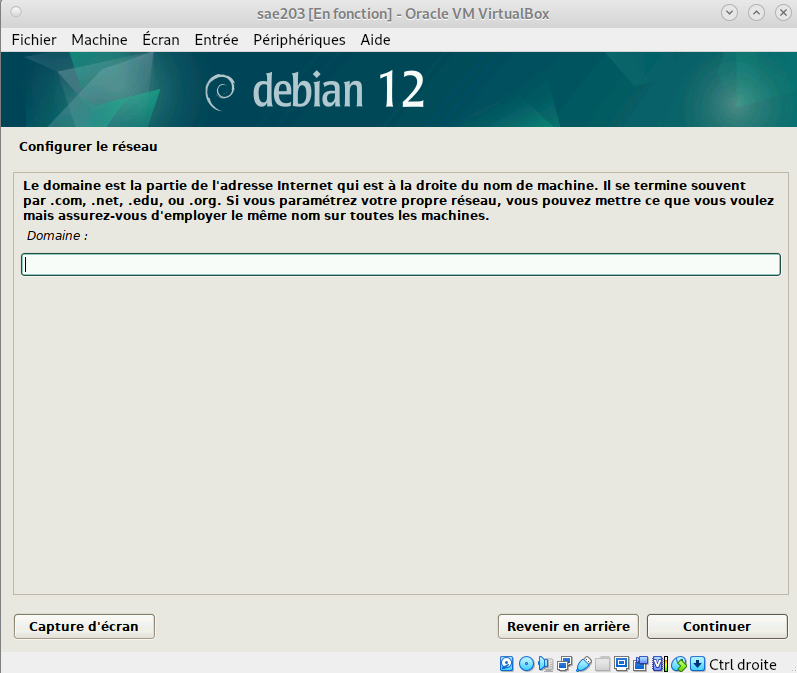 sae203 [En fonction] - Oracle VM VirtualBox
Fichier Machine Écran Entrée Périphériques Aide
debian 12
Configurer le réseau
Le domaine est la partie de l'adresse Internet qui est à la droite du nom de machine. Il se termine souvent
par .com, .net, .edu, ou .org. Si vous paramétrez votre propre réseau, vous pouvez mettre ce que vous voulez
mais assurez-vous d'employer le même nom sur toutes les machines.
Domaine :
Capture d'écran Revenir en arrière Continuer
Ctrl droite